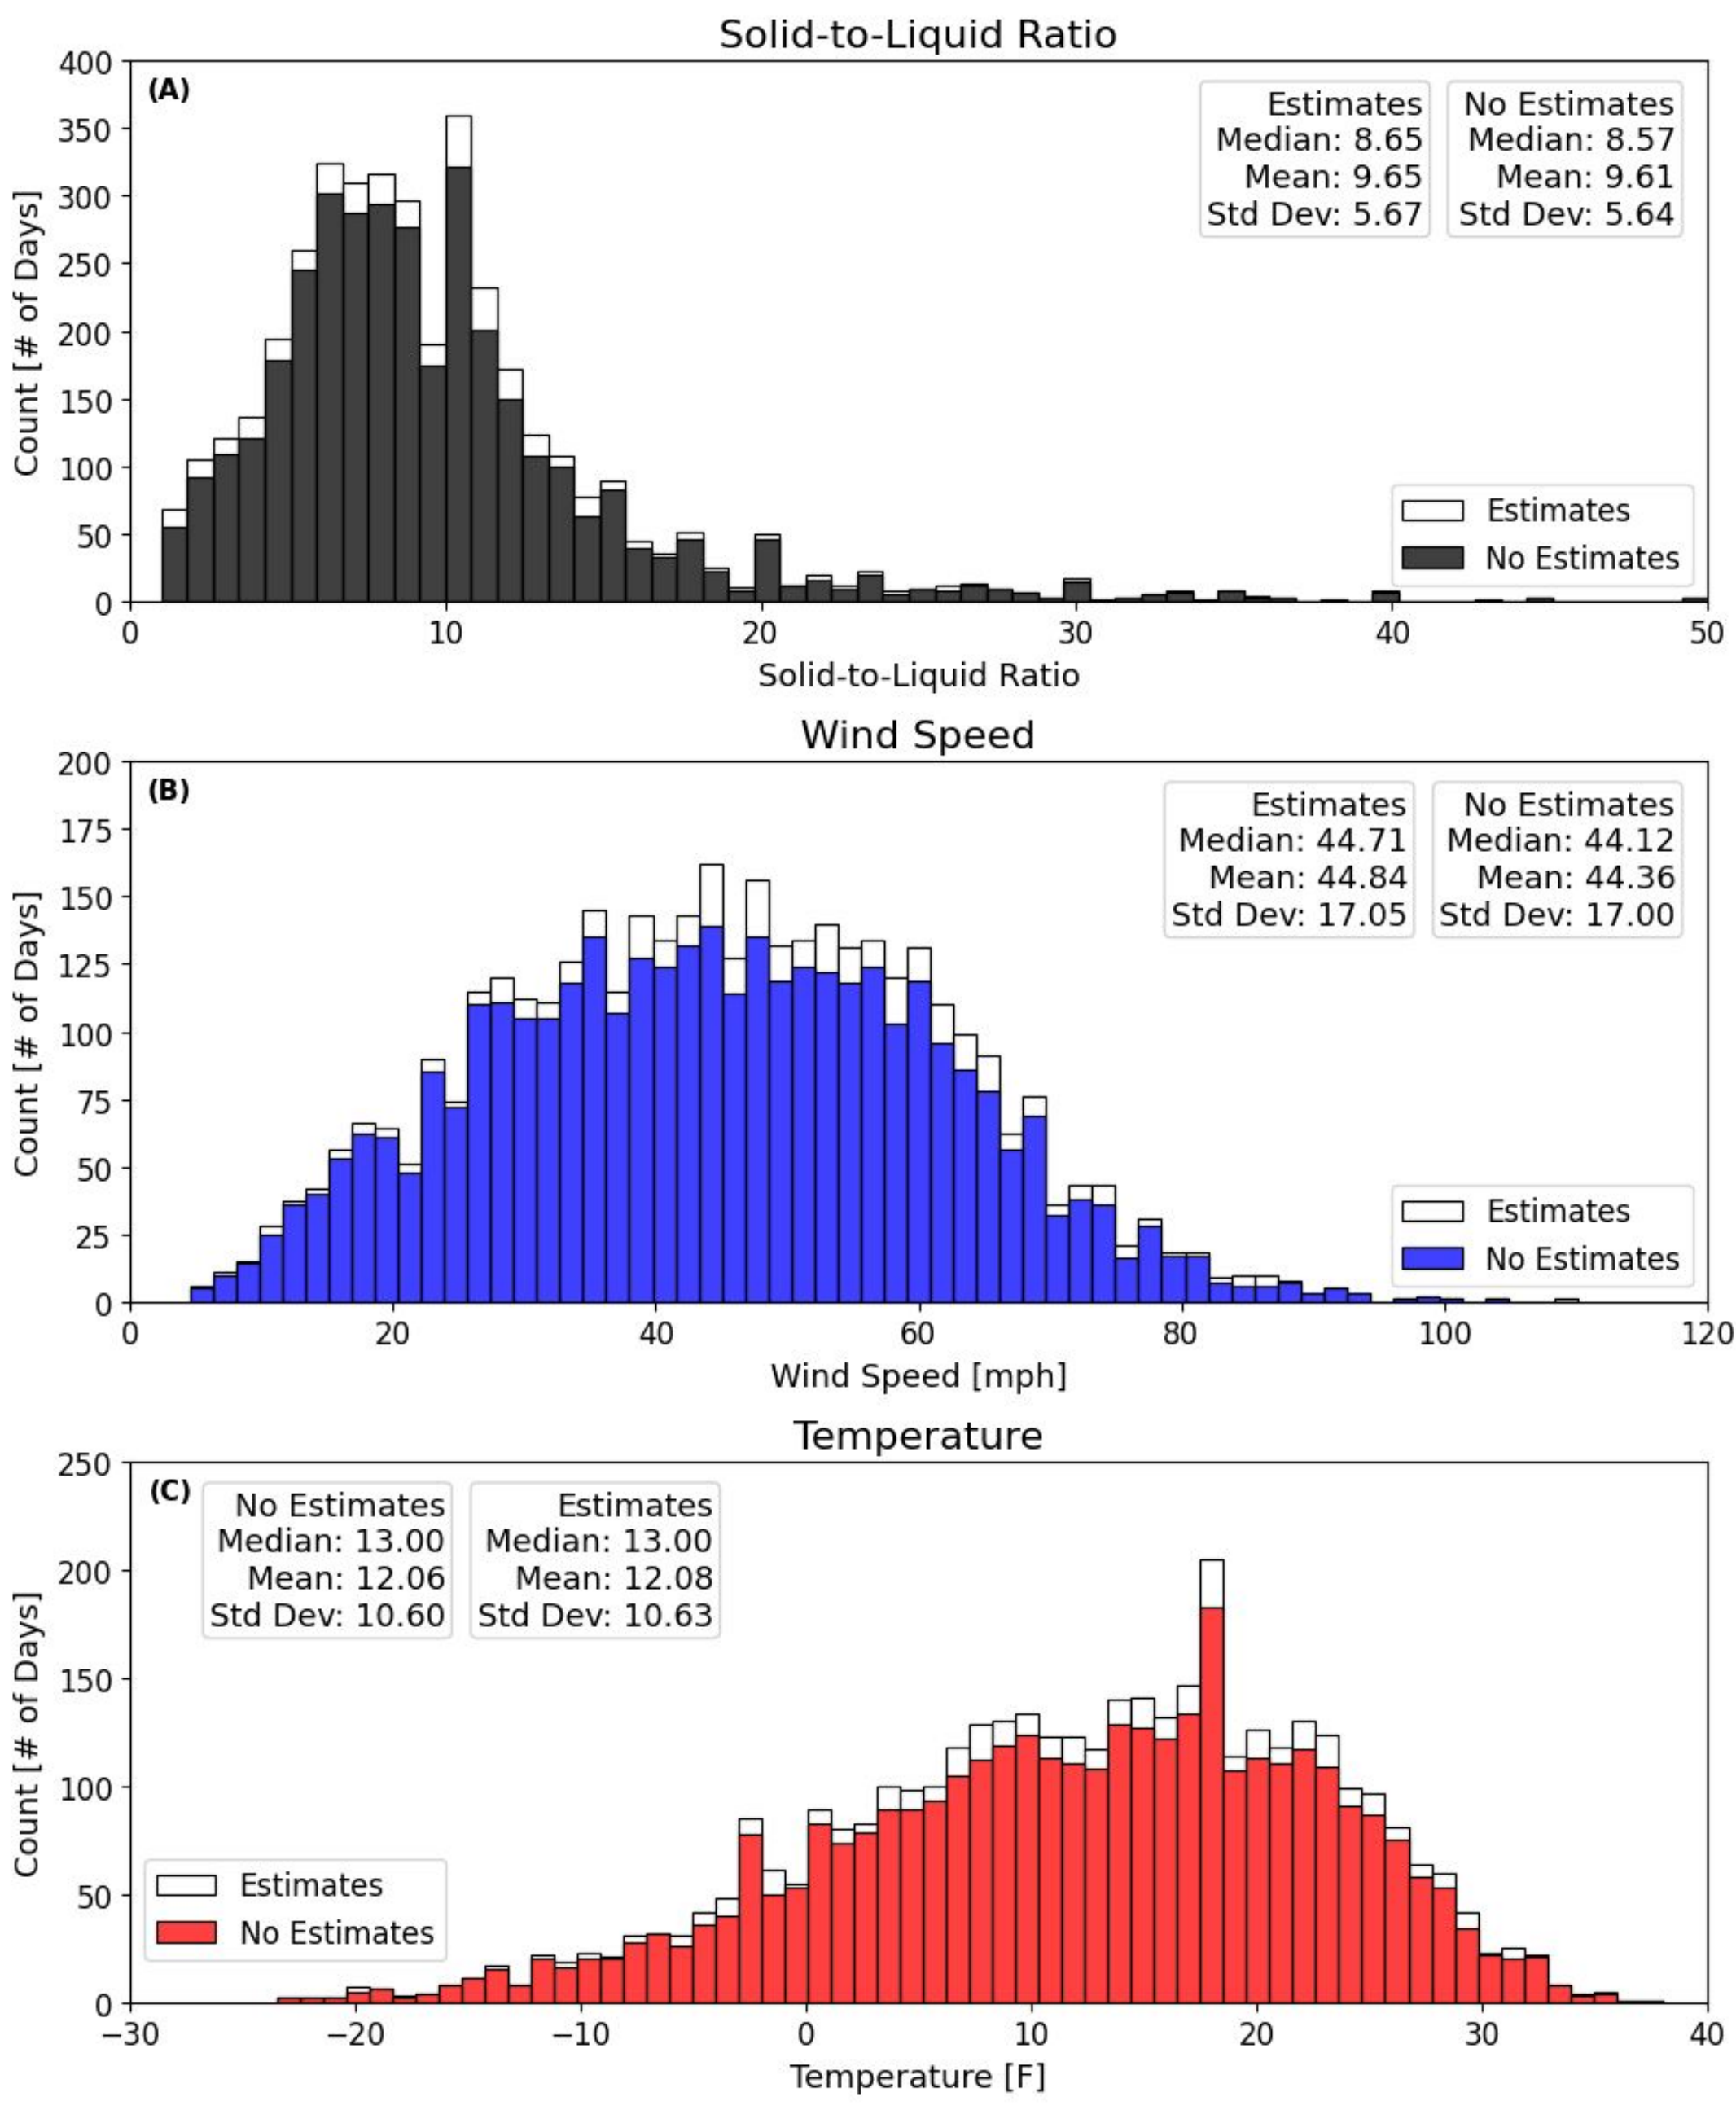 Solid-to-Liquid Ratio
(A)
Estimates
Median: 8.65
Mean: 9.65
Std Dev: 5.67
No Estimates
Median: 8.57
Mean: 9.61
Std Dev: 5.64
Count [# of Days]
400
350
300
250
200
150
100
50
0
Estimates
No Estimates
0 10 20 30 40 50
Solid-to-Liquid Ratio
Wind Speed
(B)
Estimates
Median: 44.71
Mean: 44.84
Std Dev: 17.05
No Estimates
Median: 44.12
Mean: 44.36
Std Dev: 17.00
Count [# of Days]
200
175
150
125
100
75
50
25
0
Estimates
No Estimates
0 20 40 60 80 100 120
Wind Speed [mph]
Temperature
(C)
No Estimates
Median: 13.00
Mean: 12.06
Std Dev: 10.60
Estimates
Median: 13.00
Mean: 12.08
Std Dev: 10.63
Count [# of Days]
250
200
150
100
50
0
Estimates
No Estimates
−30 −20 −10 0 10 20 30 40
Temperature [F]